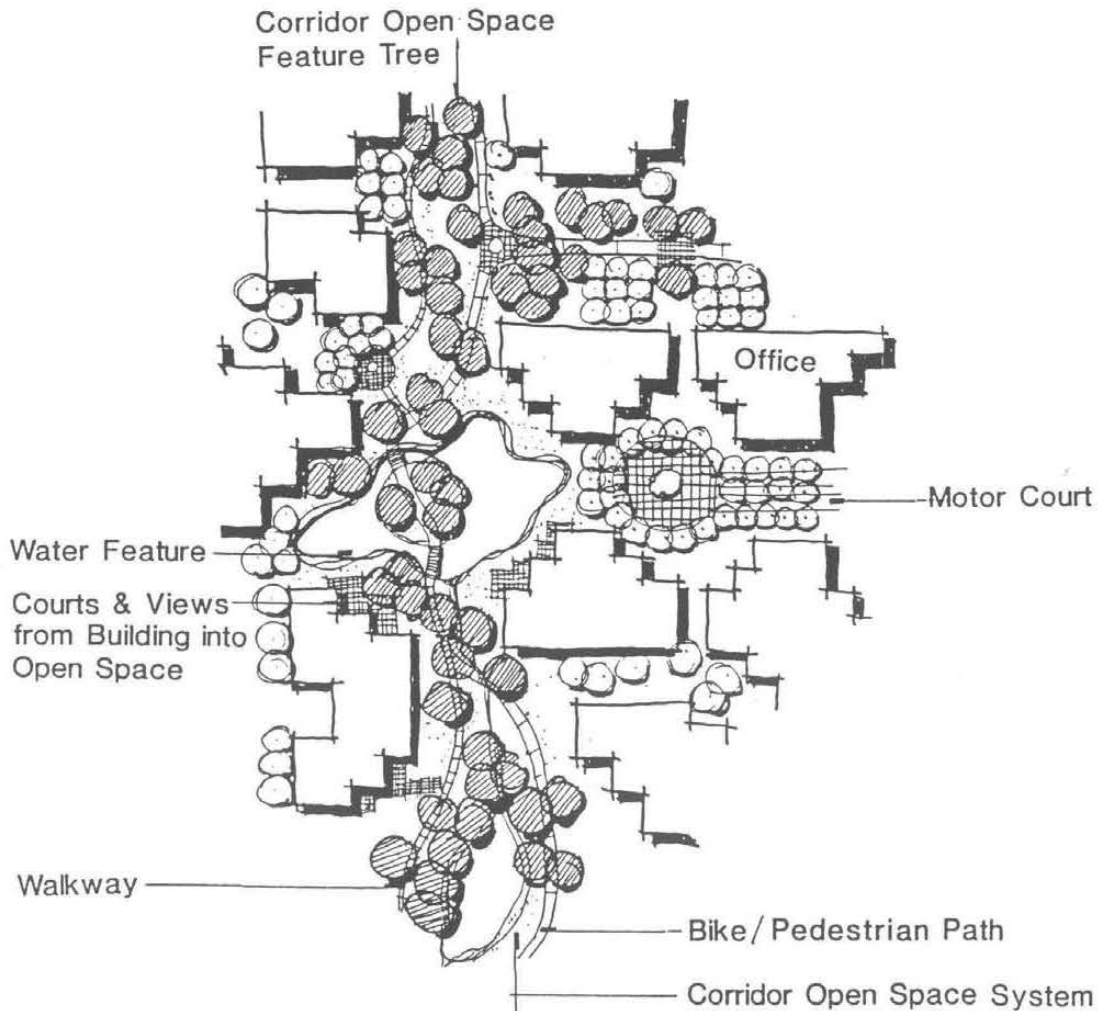 Corridor Open Space
Feature Tree
Office
Motor Court
Water Feature
Courts & Views
from Building into
Open Space
Walkway
Bike/Pedestrian Path
Corridor Open Space System